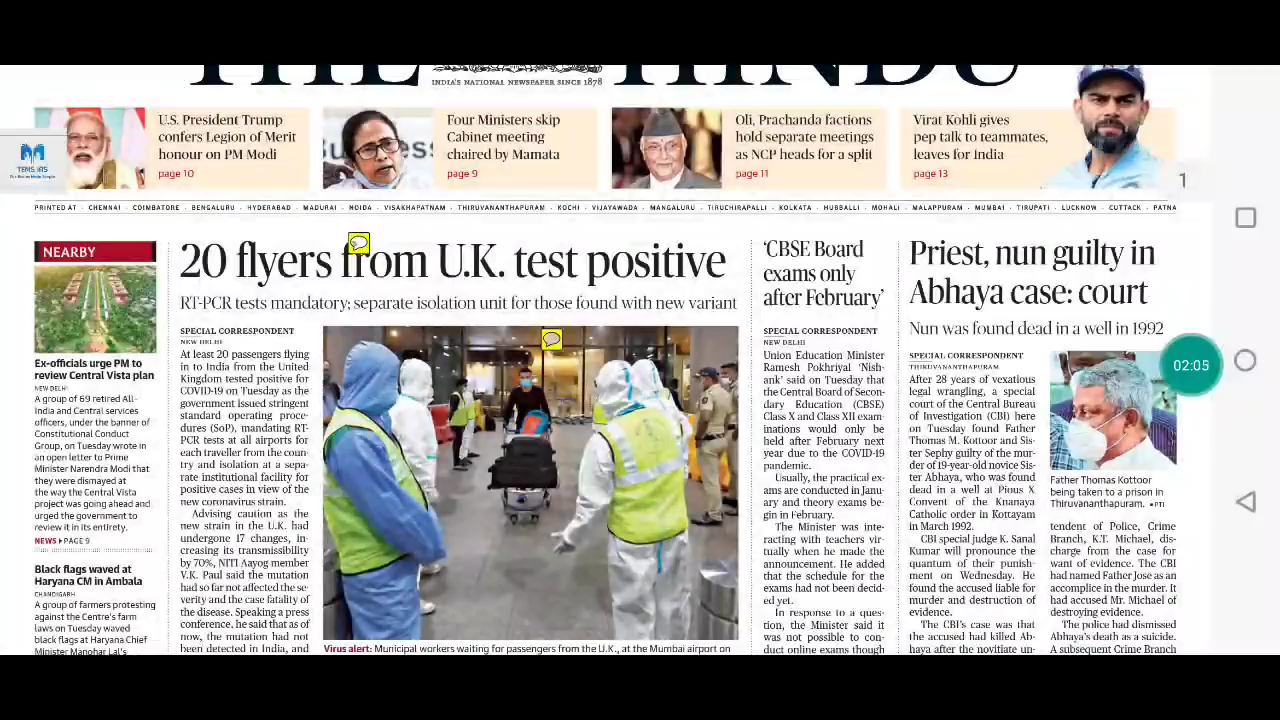 THE HINDU
INDIA'S NATIONAL NEWSPAPER SINCE 1878
U.S. President Trump
confers Legion of Merit
honour on PM Modi
page 10
Four Ministers skip
Cabinet meeting
chaired by Mamata
page 9
Oli, Prachanda factions
hold separate meetings
as NCP heads for a split
page 11
Virat Kohli gives
pep talk to teammates,
leaves for India
page 13
TEMS IAS
1
PRINTED AT · CHENNAI · COIMBATORE · BENGALURU · HYDERABAD · MADURAI · NOIDA · VISAKHAPATNAM · THIRUVANANTHAPURAM · KOCHI · VIJAYAWADA · MANGALURU · TIRUCHIRAPALLI · KOLKATA · HUBBALLI · MOHALI · MALAPPURAM · MUMBAI · TIRUPATI · LUCKNOW · CUTTACK · PATNA
NEARBY
Ex-officials urge PM to
review Central Vista plan
NEW DELHI
A group of 69 retired All-
India and Central services
officers, under the banner of
Constitutional Conduct
Group, on Tuesday wrote in
an open letter to Prime
Minister Narendra Modi that
they were dismayed at
the way the Central Vista
project was going ahead and
urged the government to
review it in its entirety.
NEWS ▸ PAGE 9
Black flags waved at
Haryana CM in Ambala
CHANDIGARH
A group of farmers protesting
against the Centre's farm
laws on Tuesday waved
black flags at Haryana Chief
Minister Manohar Lal's
20 flyers from U.K. test positive
RT-PCR tests mandatory; separate isolation unit for those found with new variant
SPECIAL CORRESPONDENT
NEW DELHI
At least 20 passengers flying
in to India from the United
Kingdom tested positive for
COVID-19 on Tuesday as the
government issued stringent
standard operating proce-
dures (SoP), mandating RT-
PCR tests at all airports for
each traveller from the coun-
try and isolation at a sepa-
rate institutional facility for
positive cases in view of the
new coronavirus strain.
Advising caution as the
new strain in the U.K. had
undergone 17 changes, in-
creasing its transmissibility
by 70%, NITI Aayog member
V.K. Paul said the mutation
had so far not affected the se-
verity and the case fatality of
the disease. Speaking a press
conference, he said that as of
now, the mutation had not
been detected in India, and
Virus alert: Municipal workers waiting for passengers from the U.K., at the Mumbai airport on
'CBSE Board
exams only
after February'
SPECIAL CORRESPONDENT
NEW DELHI
Union Education Minister
Ramesh Pokhriyal 'Nish-
ank' said on Tuesday that
the Central Board of Secon-
dary Education (CBSE)
Class X and Class XII exam-
inations would only be
held after February next
year due to the COVID-19
pandemic.
Usually, the practical ex-
ams are conducted in Janu-
ary and theory exams be-
gin in February.
The Minister was inte-
racting with teachers vir-
tually when he made the
announcement. He added
that the schedule for the
exams had not been decid-
ed yet.
In response to a ques-
tion, the Minister said it
was not possible to con-
duct online exams though
Priest, nun guilty in
Abhaya case: court
Nun was found dead in a well in 1992
SPECIAL CORRESPONDENT
THIRUVANANTHAPURAM
After 28 years of vexatious
legal wrangling, a special
court of the Central Bureau
of Investigation (CBI) here
on Tuesday found Father
Thomas M. Kottoor and Sis-
ter Sephy guilty of the mur-
der of 19-year-old novice Sis-
ter Abhaya, who was found
dead in a well at Pious X
Convent of the Knanaya
Catholic order in Kottayam
in March 1992.
CBI special judge K. Sanal
Kumar will pronounce the
quantum of their punish-
ment on Wednesday. He
found the accused liable for
murder and destruction of
evidence.
The CBI's case was that
the accused had killed Ab-
haya after the novitiate un-
Father Thomas Kottoor
being taken to a prison in
Thiruvananthapuram. • PTI
tendent of Police, Crime
Branch, K.T. Michael, dis-
charge from the case for
want of evidence. The CBI
had named Father Jose as an
accomplice in the murder. It
had accused Mr. Michael of
destroying evidence.
The police had dismissed
Abhaya's death as a suicide.
A subsequent Crime Branch
02:05